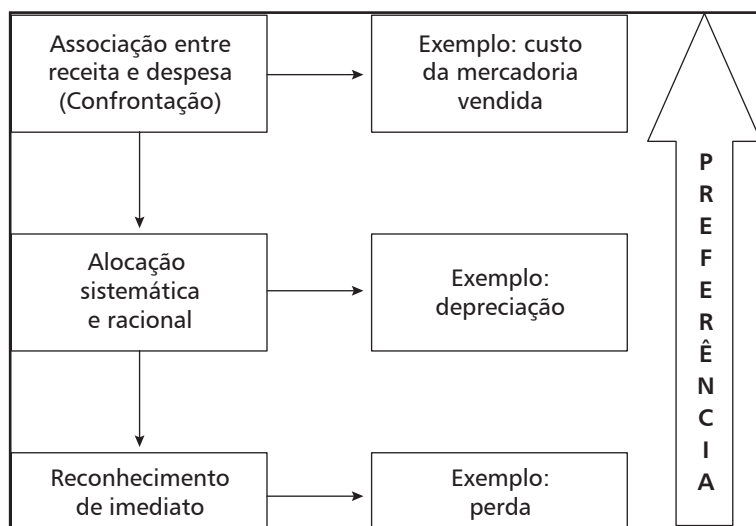 Associação entre
receita e despesa
(Confrontação)
Exemplo: custo
da mercadoria
vendida
Alocação
sistemática
e racional
Exemplo:
depreciação
Reconhecimento
de imediato
Exemplo:
perda
P
R
E
F
E
R
Ê
N
C
I
A